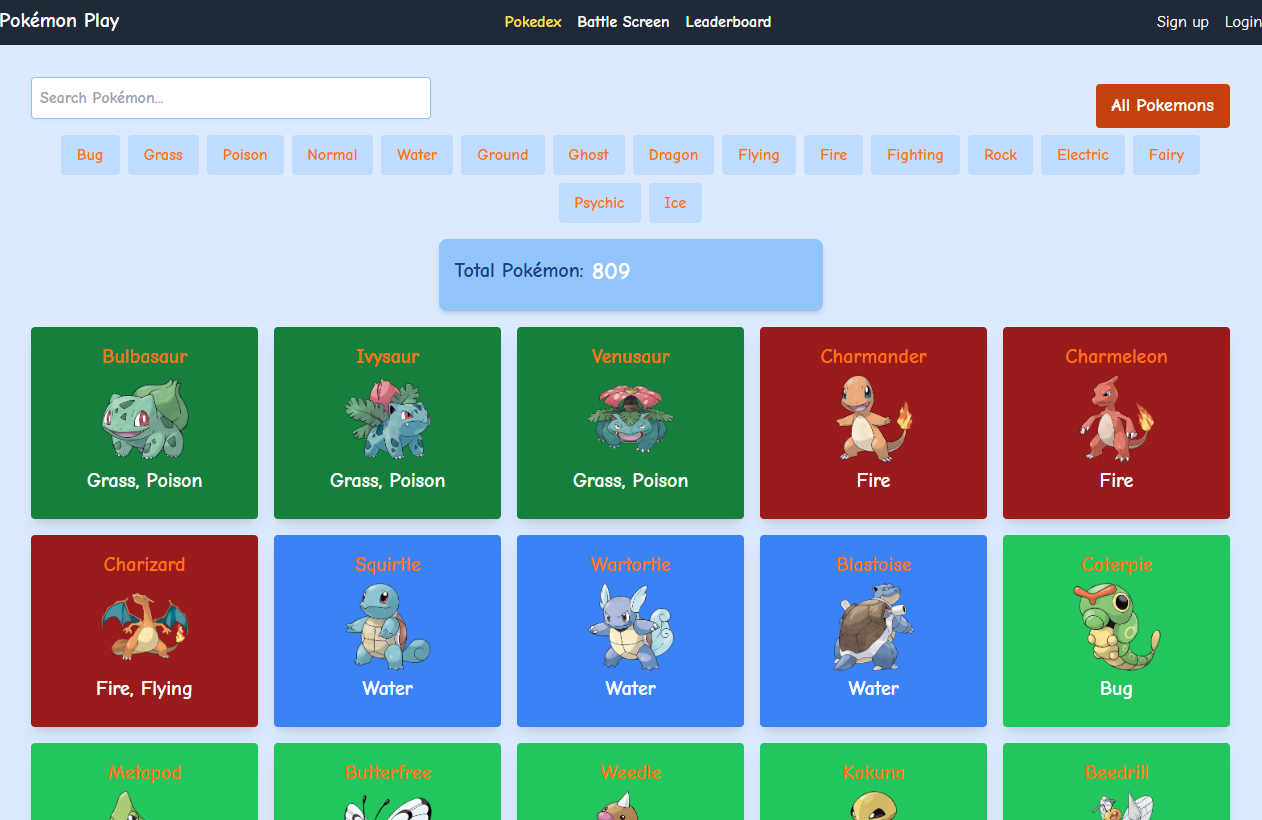 Pokémon Play Pokedex Battle Screen Leaderboard Sign up Login
Search Pokémon...
All Pokemons
Bug Grass Poison Normal Water Ground Ghost Dragon Flying Fire Fighting Rock Electric Fairy
Psychic Ice
Total Pokémon: 809
Bulbasaur Ivysaur Venusaur Charmander Charmeleon
Grass, Poison Grass, Poison Grass, Poison Fire Fire
Charizard Squirtle Wartortle Blastoise Caterpie
Fire, Flying Water Water Water Bug
Metapod Butterfree Weedle Kakuna Beedrill